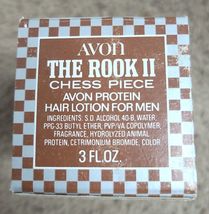 AVON
THE ROOK II
CHESS PIECE
AVON PROTEIN
HAIR LOTION FOR MEN
INGREDIENTS: S.D. ALCOHOL 40-B, WATER,
PPG-33 BUTYL ETHER, PVP/VA COPOLYMER,
FRAGRANCE, HYDROLYZED ANIMAL
PROTEIN, CETRIMONIUM BROMIDE, COLOR
3 FL.OZ.